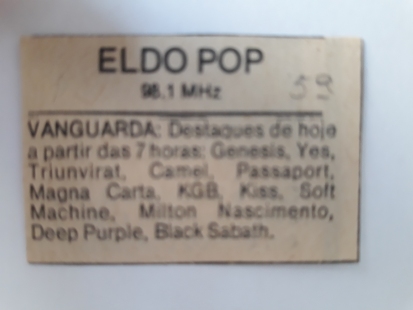 ELDO POP
98.1 MHz
59
VANGUARDA: Destaques de hoje
a partir das 7 horas: Genesis, Yes,
Triunvirat, Camel, Passaport,
Magna Carta, KGB, Kiss, Soft
Machine, Milton Nascimento,
Deep Purple, Black Sabath.